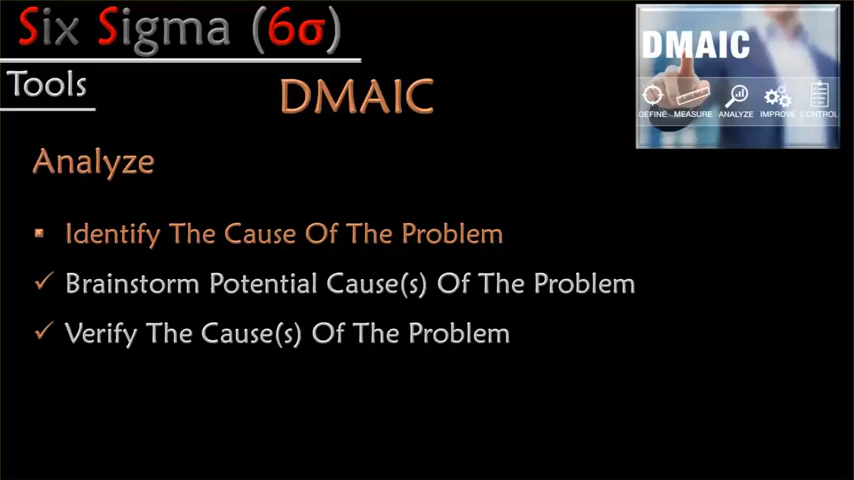 Six Sigma (6σ)
Tools
DMAIC
DMAIC
DEFINE MEASURE ANALYZE IMPROVE CONTROL
Analyze
Identify The Cause Of The Problem
Brainstorm Potential Cause(s) Of The Problem
Verify The Cause(s) Of The Problem